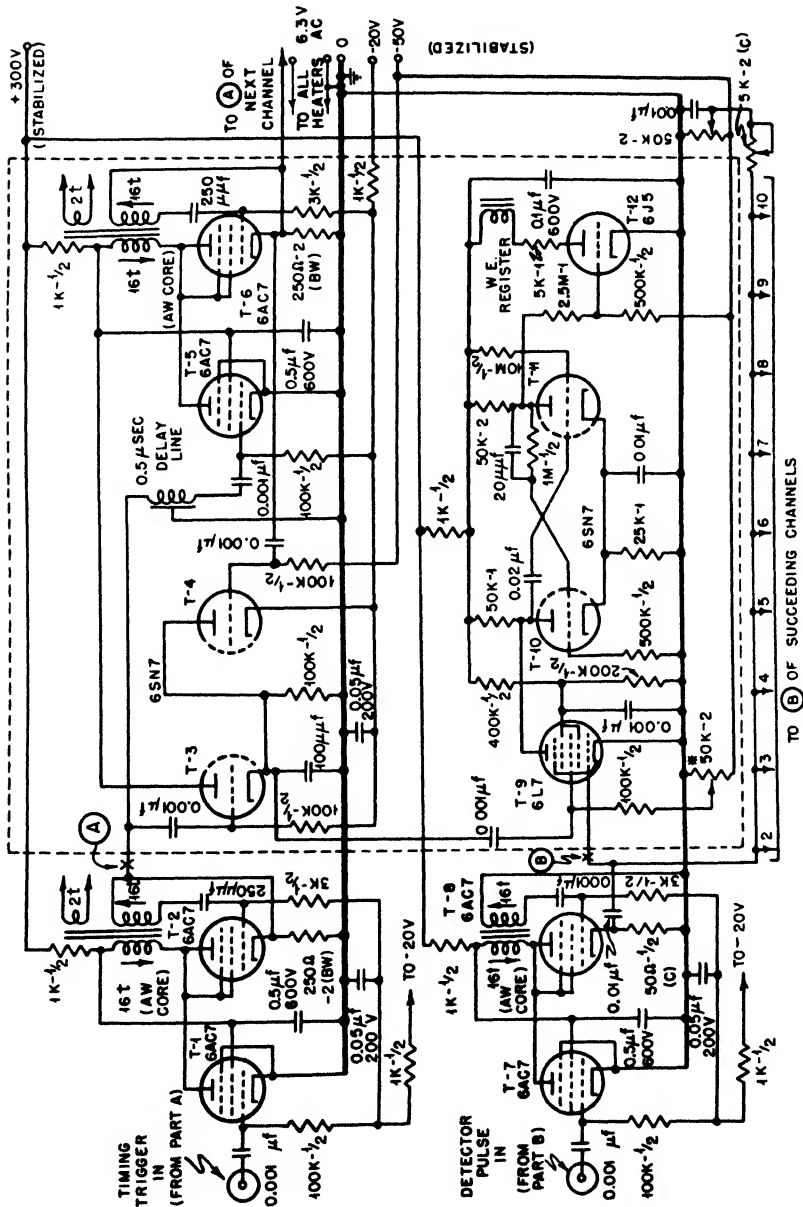 +300V
(STABILIZED)
1K-1/2
2t
16t
16t
(AW CORE)
250
μμf
T-6
6AC7
3K-1/2
250Ω-2
(BW)
1K-1/2
TO (A) OF
NEXT
CHANNEL
TO ALL
HEATERS
6.3V
AC
0
-20V
-50V
(STABILIZED)
T-5
6AC7
0.5μf
600V
0.5 μSEC
DELAY
LINE
0.001μf
100K-1/2
0.001μf
100K-1/2
T-4
6SN7
100K-1/2
0.05μf
200V
T-3
100μμf
0.001μf
100K-1/2
A
1K-1/2
2t
16t
16t
(AW
CORE)
T-2
6AC7
250μμf
3K-1/2
0.5μf
600V
250Ω
-2(BW)
T-1
6AC7
0.05μf
200V
1K-1/2
TO-20V
TIMING
TRIGGER
IN
(FROM PART A)
0.001
μf
100K-1/2
DETECTOR
PULSE
IN
(FROM
PART B)
0.001
μf
100K-1/2
T-7
6AC7
T-8
6AC7
1K-1/2
16t
16t
(AW
CORE)
0001μf
3K-1/2
0.01μf
50Ω-1/2
(C)
0.5μf
600V
0.05μf
200V
1K-1/2
TO-20V
B
0.001μf
T-9
6L7
100K-1/2
* 50K-2
0.001μf
400K-1/2
200K-1/2
T-10
50K-1
500K-1/2
0.02μf
6SN7
25K-1
0.01μf
1K-1/2
50K-2
20μμf
1M-1/2
T-11
10M-1/2
W.E.
REGISTER
5K-1
2.5M-1
500K-1/2
0.1μf
600V
T-12
6J5
.001μf
50K-2
5K-2 (C)
2
3
4
5
6
7
8
9
10
TO (B) OF SUCCEEDING CHANNELS